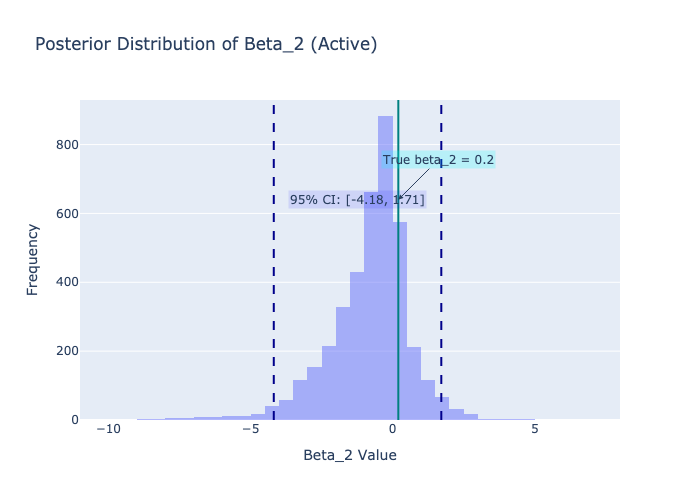 Posterior Distribution of Beta_2 (Active)
800
600
400
200
0
Frequency
True beta_2 = 0.2
95% CI: [-4.18, 1.71]
−10
−5
0
5
Beta_2 Value